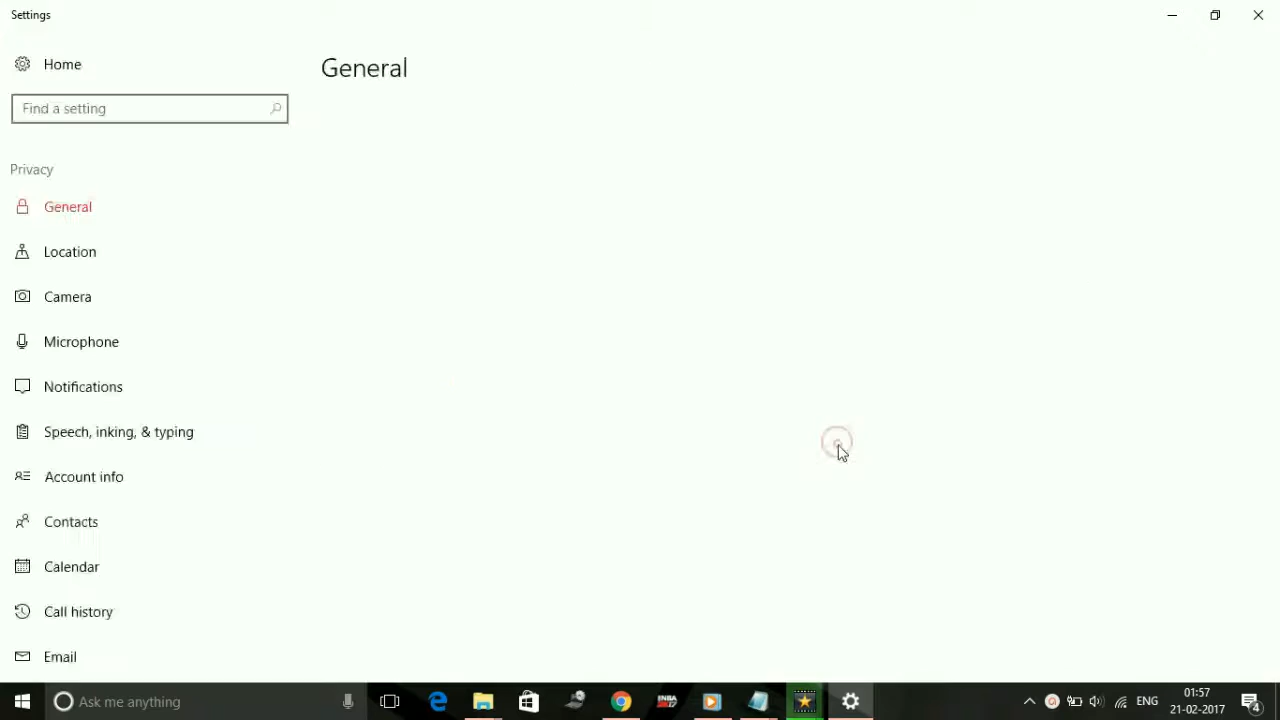 Settings
Home
General
Find a setting
Privacy
General
Location
Camera
Microphone
Notifications
Speech, inking, & typing
Account info
Contacts
Calendar
Call history
Email
Ask me anything
ENG
01:57
21-02-2017
4